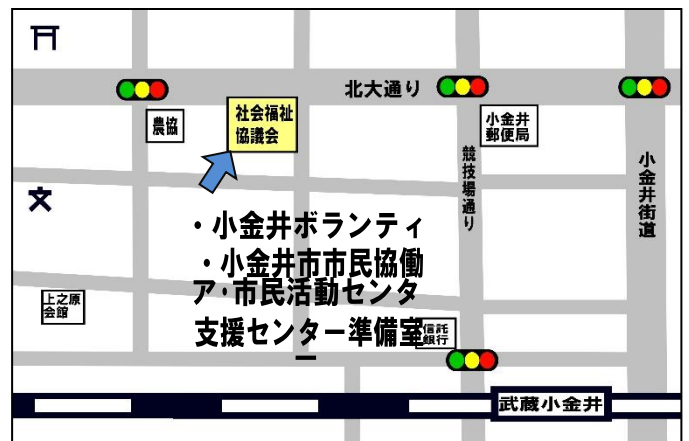 北大通り
農協
社会福祉
協議会
小金井
郵便局
競技場通り
小金井街道
・小金井ボランティ
・小金井市市民協働
ア・市民活動センタ
支援センター準備室
ー
上之原
会館
信託
銀行
武蔵小金井